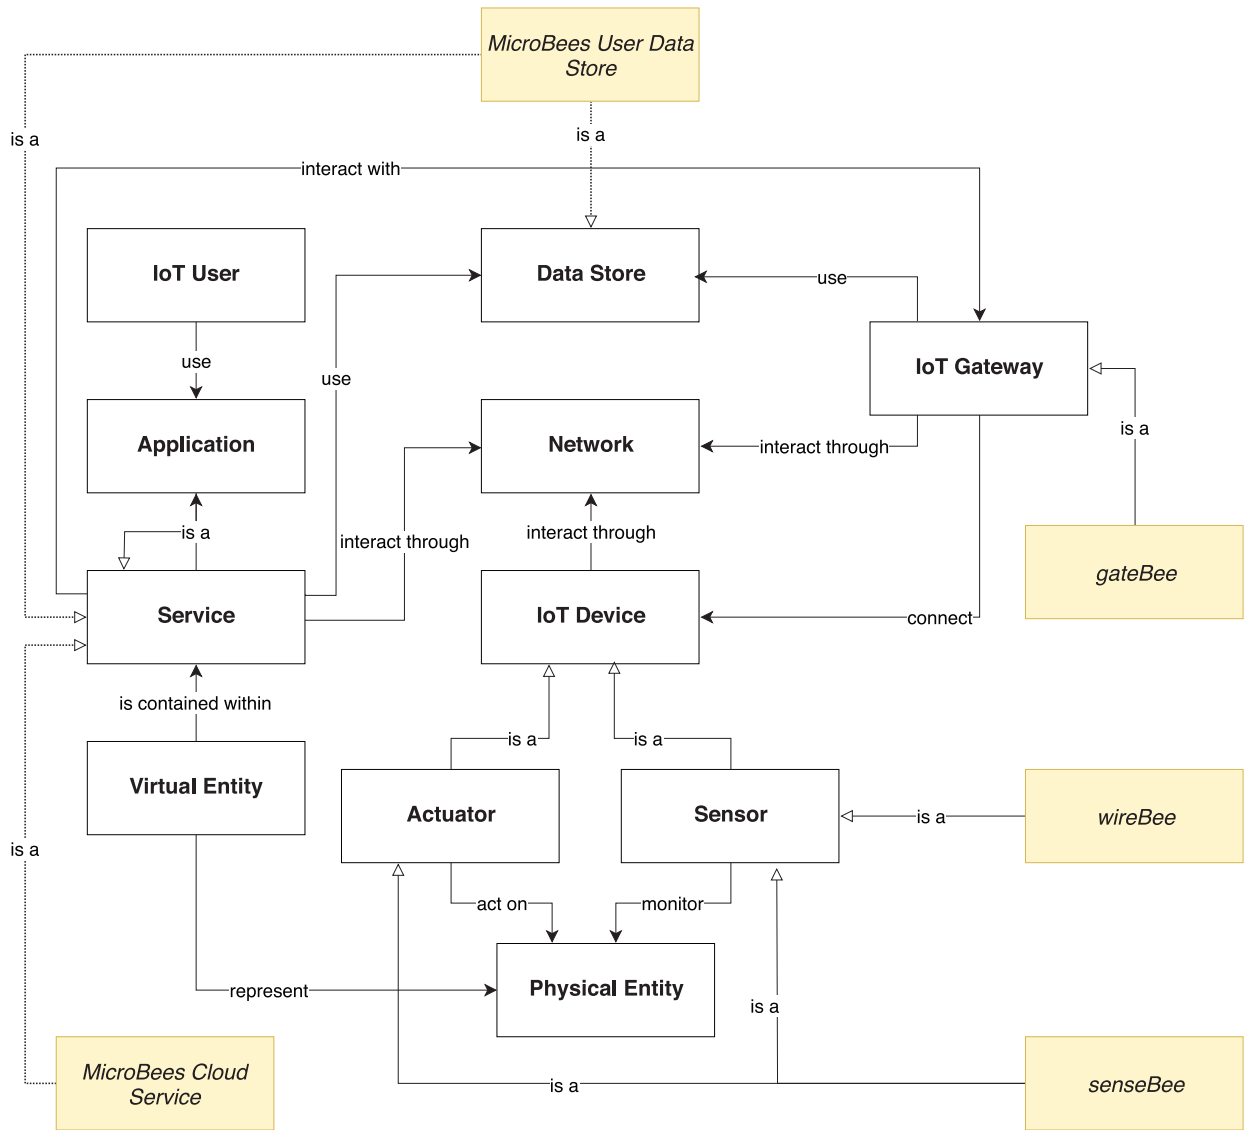 MicroBees User Data
Store
is a
is a
interact with
IoT User
Data Store
use
IoT Gateway
use
use
is a
Application
Network
interact through
is a
interact through
interact through
gateBee
Service
IoT Device
connect
is contained within
is a
is a
Virtual Entity
Actuator
Sensor
is a
wireBee
is a
act on
monitor
represent
Physical Entity
is a
MicroBees Cloud
Service
is a
senseBee